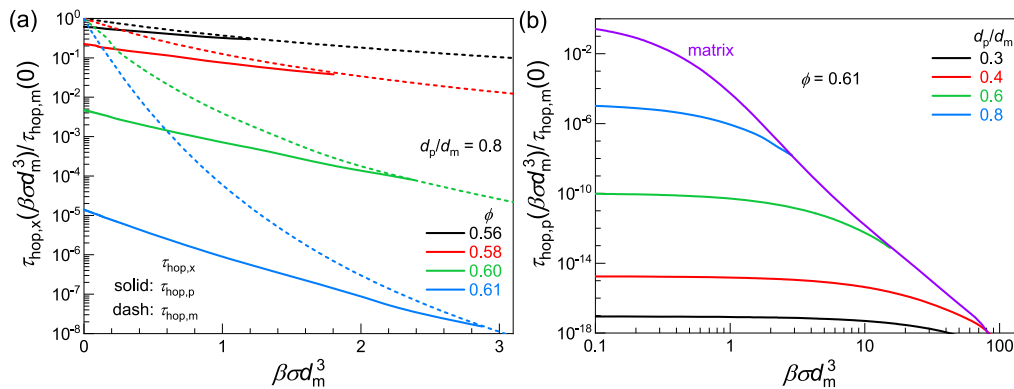 (a)
τhop,x(βσdm³)/τhop,m(0)
10⁰
10⁻¹
10⁻²
10⁻³
10⁻⁴
10⁻⁵
10⁻⁶
10⁻⁷
10⁻⁸
dp/dm = 0.8
ϕ
0.56
0.58
0.60
0.61
τhop,x
solid: τhop,p
dash: τhop,m
0 1 2 3
βσdm³
(b)
τhop,p(βσdm³)/τhop,m(0)
10⁻²
10⁻⁶
10⁻¹⁰
10⁻¹⁴
10⁻¹⁸
matrix
ϕ = 0.61
dp/dm
0.3
0.4
0.6
0.8
0.1 1 10 100
βσdm³